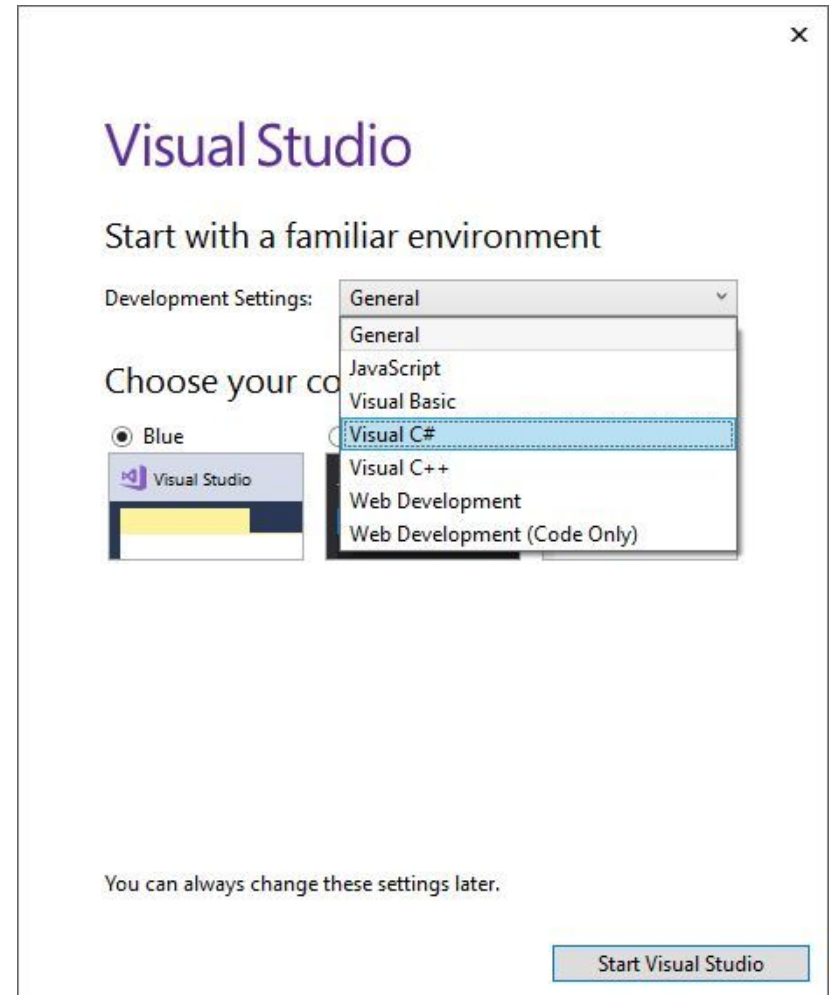 Visual Studio
Start with a familiar environment
Development Settings: General
General
JavaScript
Visual Basic
Visual C#
Visual C++
Web Development
Web Development (Code Only)
Choose your co
Blue
Visual Studio
You can always change these settings later.
Start Visual Studio